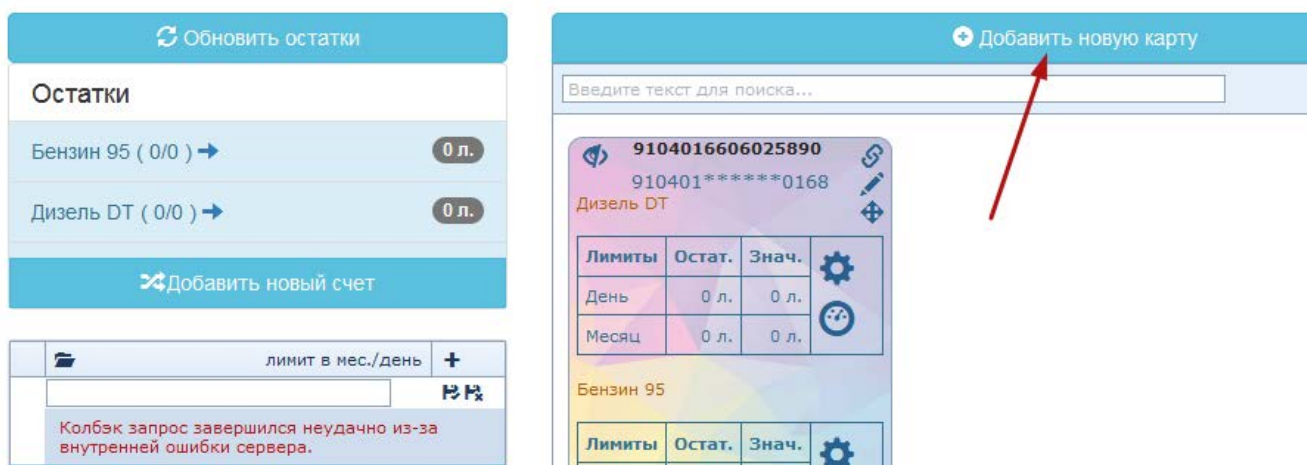 Обновить остатки
Остатки
Бензин 95 ( 0/0 )
0 л.
Дизель DT ( 0/0 )
0 л.
Добавить новый счет
лимит в мес./день
Колбэк запрос завершился неудачно из-за
внутренней ошибки сервера.
Добавить новую карту
Введите текст для поиска...
9104016606025890
910401******0168
Дизель DT
Лимиты Остат. Знач.
День 0 л. 0 л.
Месяц 0 л. 0 л.
Бензин 95
Лимиты Остат. Знач.